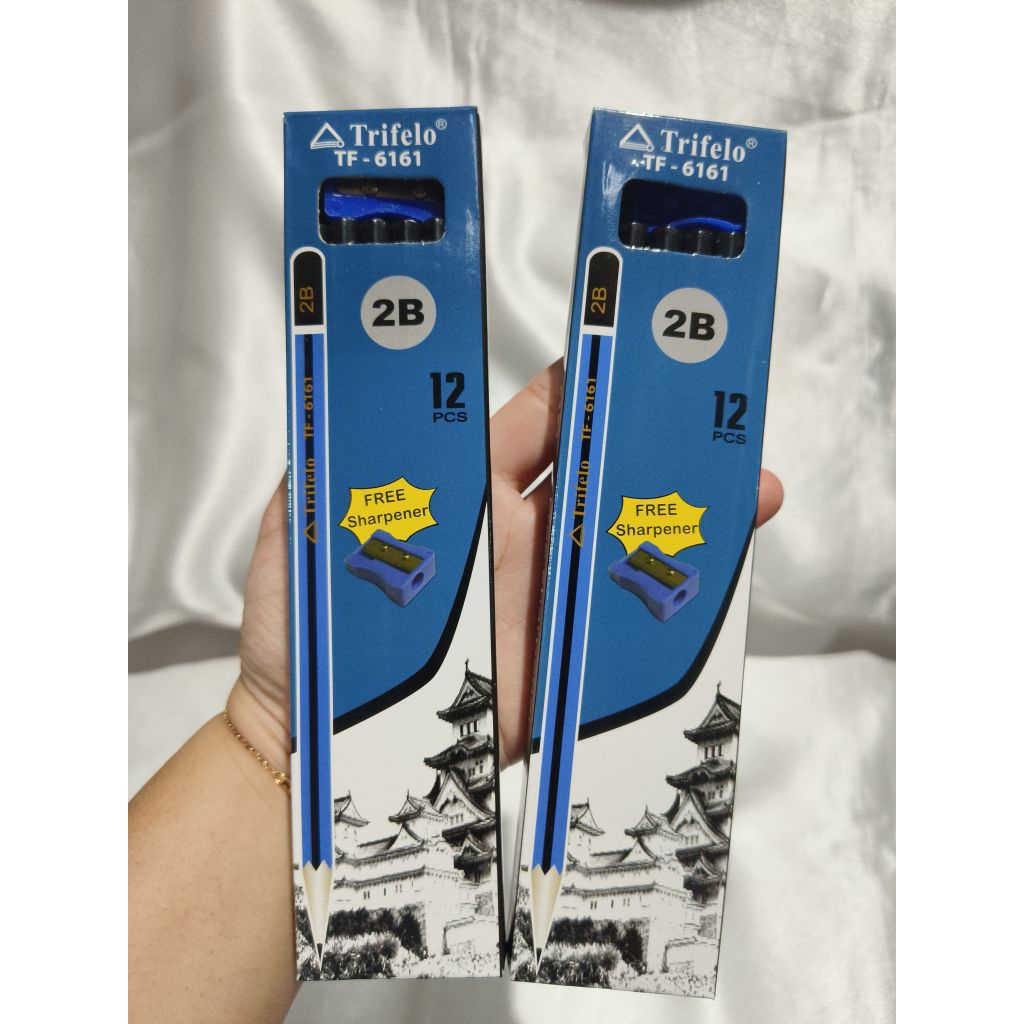 Trifelo®
TF - 6161
2B
2B
12
PCS
Trifelo TF - 6161
FREE
Sharpener
Trifelo®
TF - 6161
2B
2B
12
PCS
Trifelo TF - 6161
FREE
Sharpener